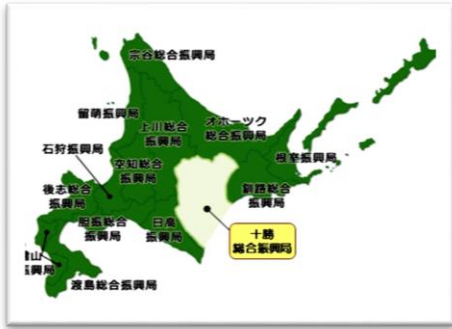 宗谷総合振興局
留萌振興局
上川総合
振興局
オホーツク
総合振興局
石狩振興局
空知総合
振興局
根室振興局
後志総合
振興局
釧路総合
振興局
胆振総合
振興局
日高
振興局
十勝
総合振興局
山
振興局
渡島総合振興局